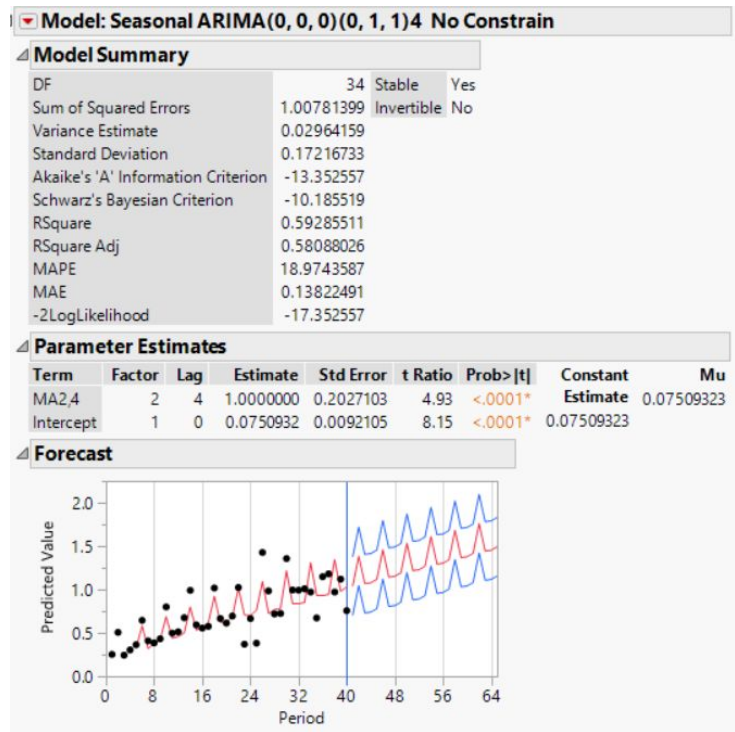 Model: Seasonal ARIMA(0, 0, 0)(0, 1, 1)4 No Constrain
Model Summary
DF 34 Stable Yes
Sum of Squared Errors 1.00781399 Invertible No
Variance Estimate 0.02964159
Standard Deviation 0.17216733
Akaike's 'A' Information Criterion -13.352557
Schwarz's Bayesian Criterion -10.185519
RSquare 0.59285511
RSquare Adj 0.58088026
MAPE 18.9743587
MAE 0.13822491
-2LogLikelihood -17.352557
Parameter Estimates
Term Factor Lag Estimate Std Error t Ratio Prob>|t| Constant Mu
MA2,4 2 4 1.0000000 0.2027103 4.93 <.0001* Estimate 0.07509323
Intercept 1 0 0.0750932 0.0092105 8.15 <.0001* 0.07509323
Forecast
Predicted Value
2.0
1.5
1.0
0.5
0.0
0 8 16 24 32 40 48 56 64
Period